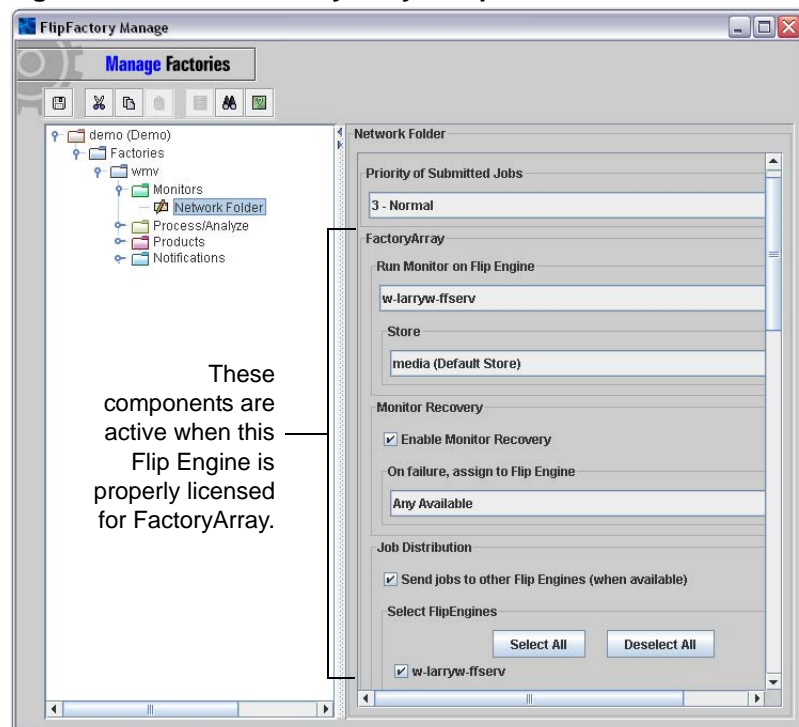 FlipFactory Manage
Manage Factories
demo (Demo)
Factories
wmv
Monitors
Network Folder
Process/Analyze
Products
Notifications
These
components are
active when this
Flip Engine is
properly licensed
for FactoryArray.
Network Folder
Priority of Submitted Jobs
3 - Normal
FactoryArray
Run Monitor on Flip Engine
w-larryw-ffserv
Store
media (Default Store)
Monitor Recovery
Enable Monitor Recovery
On failure, assign to Flip Engine
Any Available
Job Distribution
Send jobs to other Flip Engines (when available)
Select FlipEngines
Select All Deselect All
w-larryw-ffserv